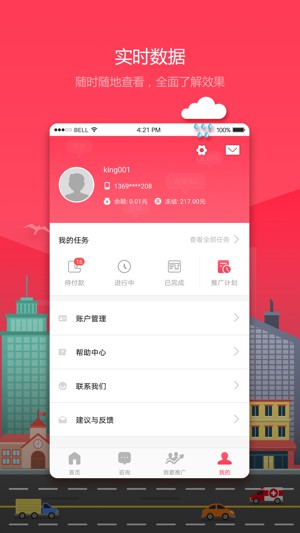 实时数据
随时随地查看，全面了解效果
BELL 4:21 PM 100%
king001
1369****208
余额: 0.01元 冻结: 217.00元
我的任务 查看全部任务
16
待付款 进行中 已完成 推广计划
账户管理
帮助中心
联系我们
建议与反馈
首页 咨询 我要推广 我的